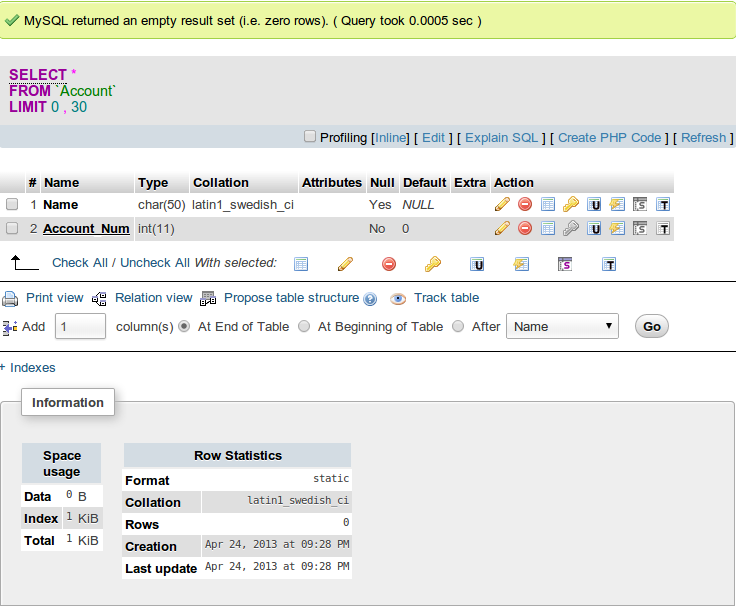 MySQL returned an empty result set (i.e. zero rows). ( Query took 0.0005 sec )
SELECT *
FROM `Account`
LIMIT 0 , 30
Profiling [Inline] [ Edit ] [ Explain SQL ] [ Create PHP Code ] [ Refresh ]
# Name Type Collation Attributes Null Default Extra Action
1 Name char(50) latin1_swedish_ci Yes NULL U S T
2 Account_Num int(11) No 0 U S T
Check All / Uncheck All With selected: U S T
Print view Relation view Propose table structure ? Track table
Add 1 column(s) At End of Table At Beginning of Table After Name Go
+ Indexes
Information
Space usage Row Statistics
Data 0 B
Index 1 KiB
Total 1 KiB
Format static
Collation latin1_swedish_ci
Rows 0
Creation Apr 24, 2013 at 09:28 PM
Last update Apr 24, 2013 at 09:28 PM